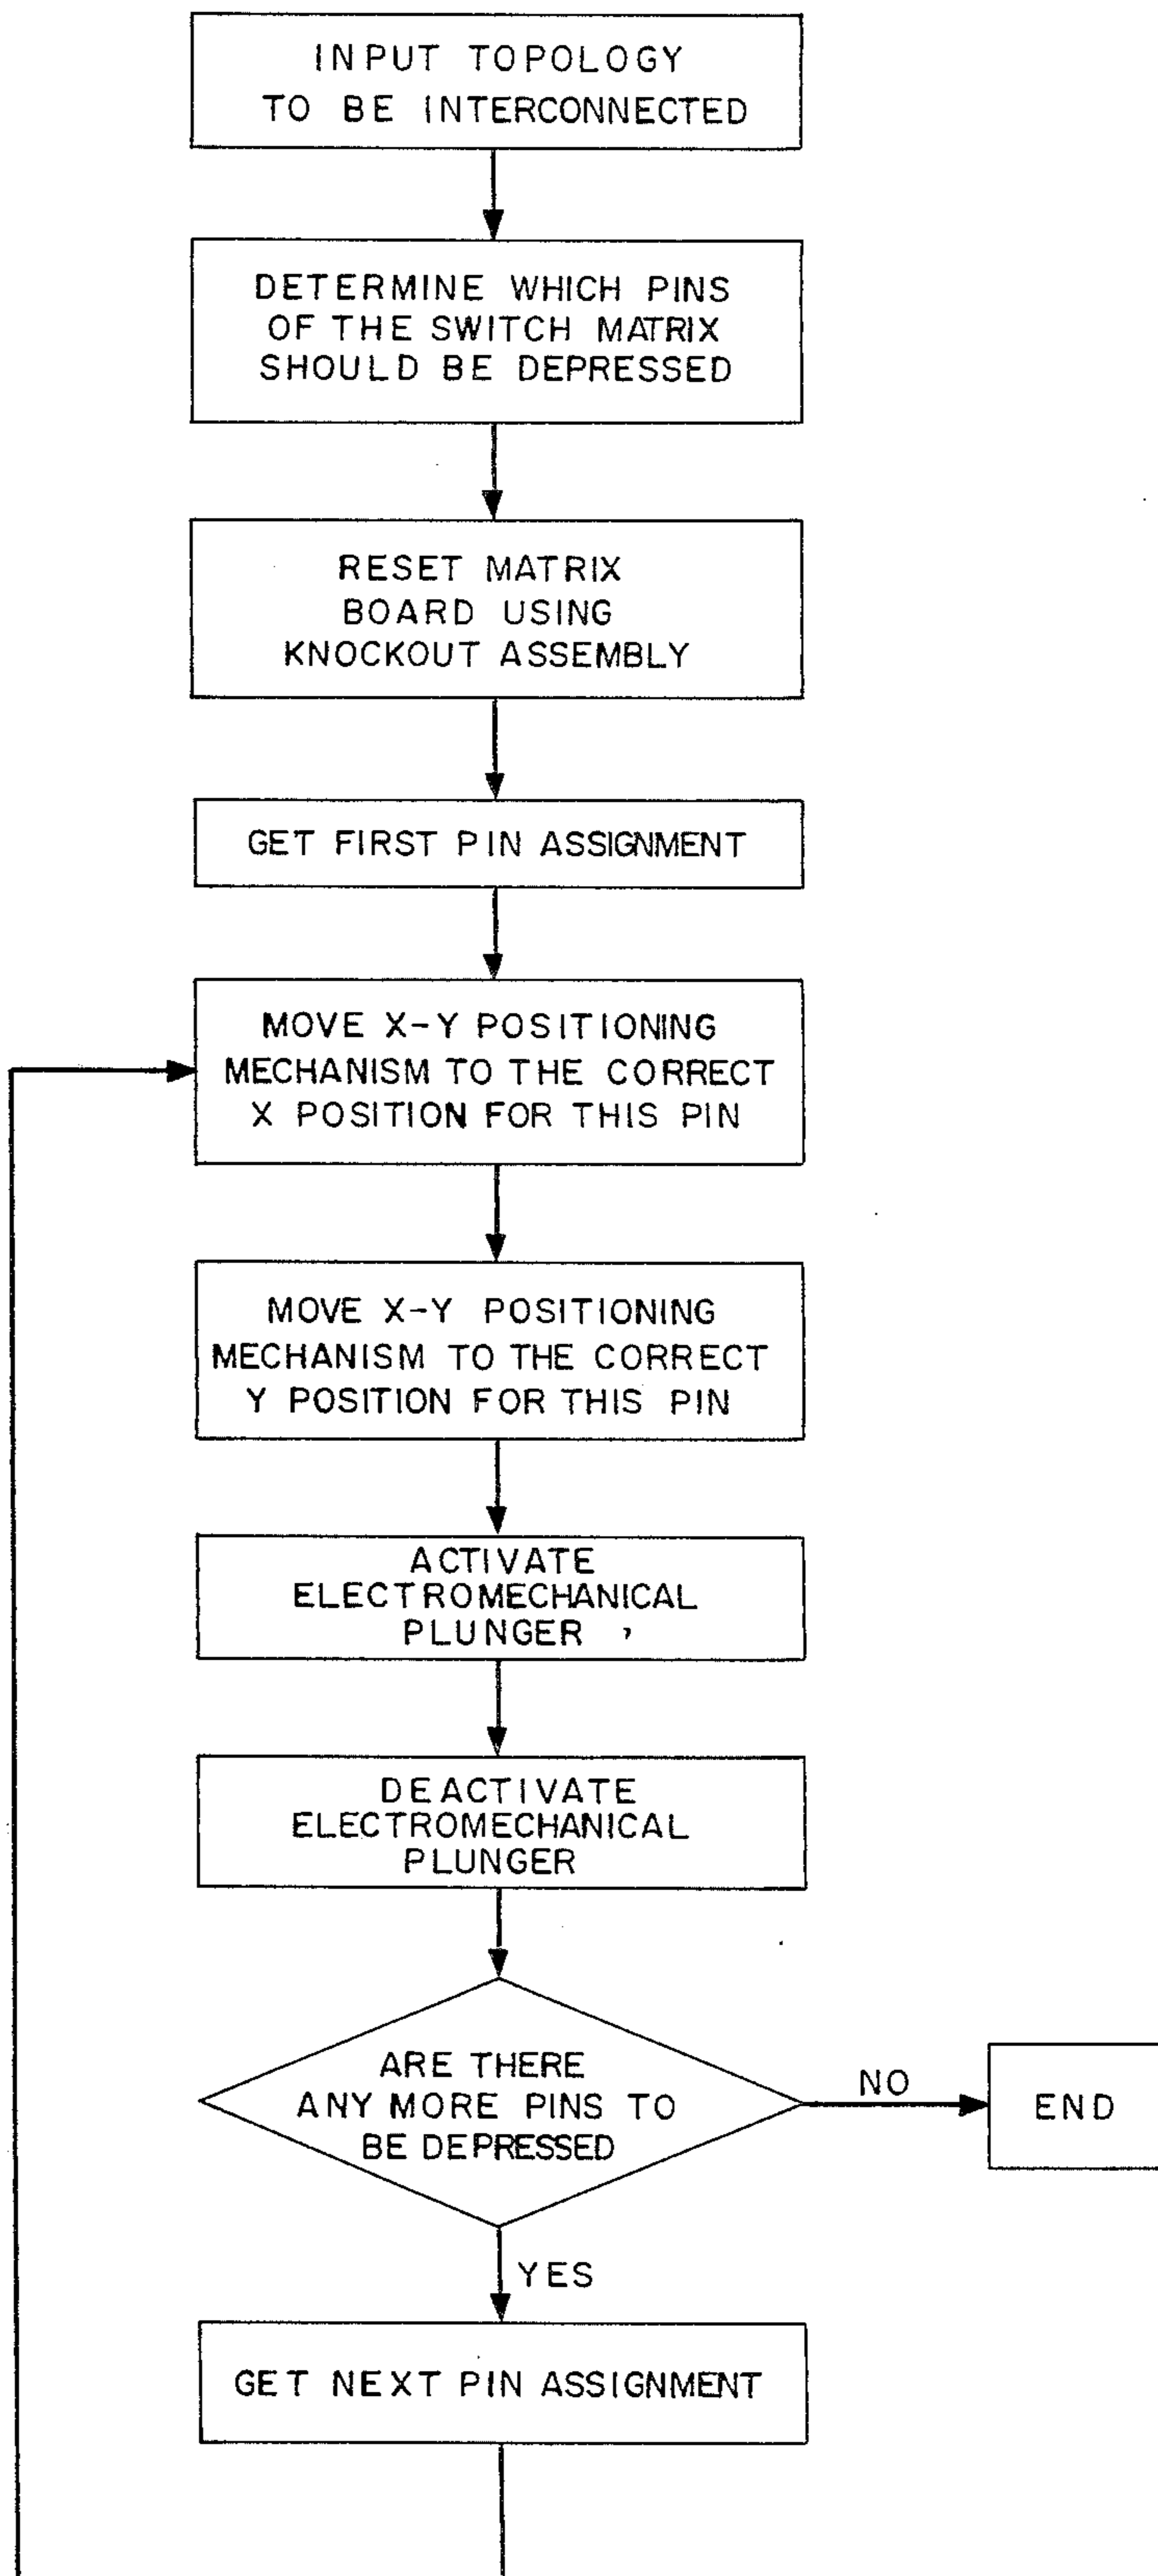 INPUT TOPOLOGY
TO BE INTERCONNECTED
DETERMINE WHICH PINS
OF THE SWITCH MATRIX
SHOULD BE DEPRESSED
RESET MATRIX
BOARD USING
KNOCKOUT ASSEMBLY
GET FIRST PIN ASSIGNMENT
MOVE X-Y POSITIONING
MECHANISM TO THE CORRECT
X POSITION FOR THIS PIN
MOVE X-Y POSITIONING
MECHANISM TO THE CORRECT
Y POSITION FOR THIS PIN
ACTIVATE
ELECTROMECHANICAL
PLUNGER
DEACTIVATE
ELECTROMECHANICAL
PLUNGER
ARE THERE
ANY MORE PINS TO
BE DEPRESSED
NO
END
YES
GET NEXT PIN ASSIGNMENT